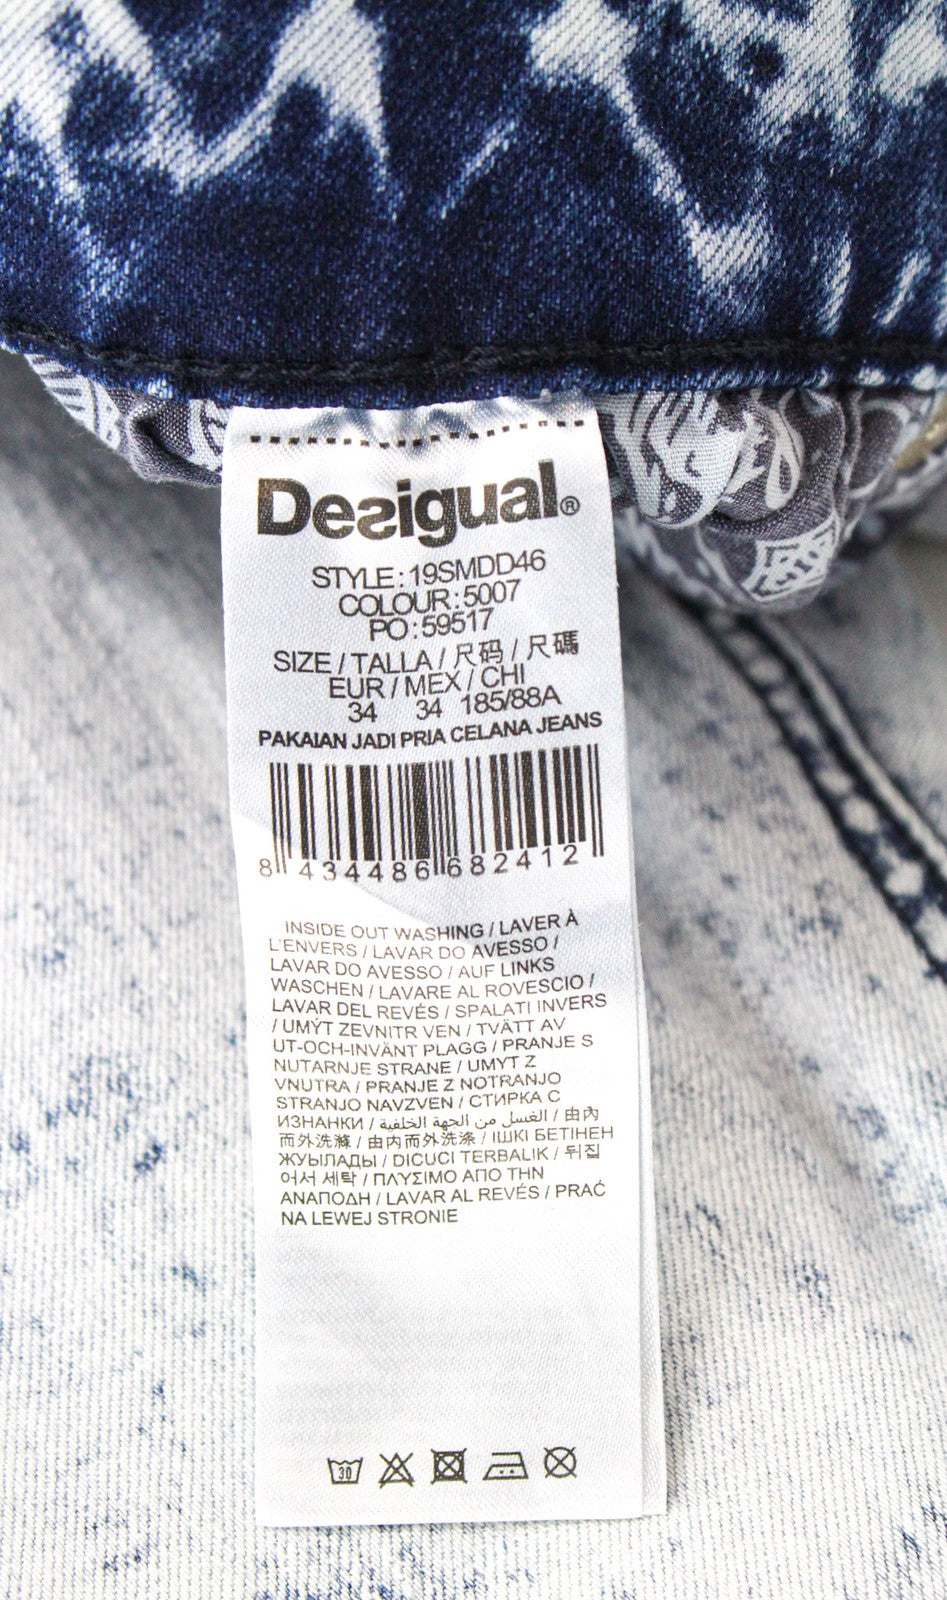 Desigual®
STYLE: 19SMDD46
COLOUR: 5007
PO: 59517
SIZE / TALLA / 尺码 / 尺碼
EUR / MEX / CHI
34 34 185/88A
PAKAIAN JADI PRIA CELANA JEANS
8 434486 682412
INSIDE OUT WASHING / LAVER À
L'ENVERS / LAVAR DO AVESSO /
LAVAR DO AVESSO / AUF LINKS
WASCHEN / LAVARE AL ROVESCIO /
LAVAR DEL REVÉS / SPALATI INVERS
/ UMÝT ZEVNITR VEN / TVÄTT AV
UT-OCH-INVÄNT PLAGG / PRANJE S
NUTARNJE STRANE / UMYT Z
VNUTRA / PRANJE Z NOTRANJO
STRANJO NAVZVEN / СТИРКА С
ИЗНАНКИ / الغسل من الجهة الخلفية / 由內
而外洗滌 / 由内而外洗涤 / ІШКІ БЕТІНЕН
ЖУЫЛАДЫ / DICUCI TERBALIK / 뒤집
어서 세탁 / ΠΛΥΣΙΜΟ ΑΠΟ ΤΗΝ
ΑΝΑΠΟΔΗ / LAVAR AL REVÉS / PRAĆ
NA LEWEJ STRONIE
30